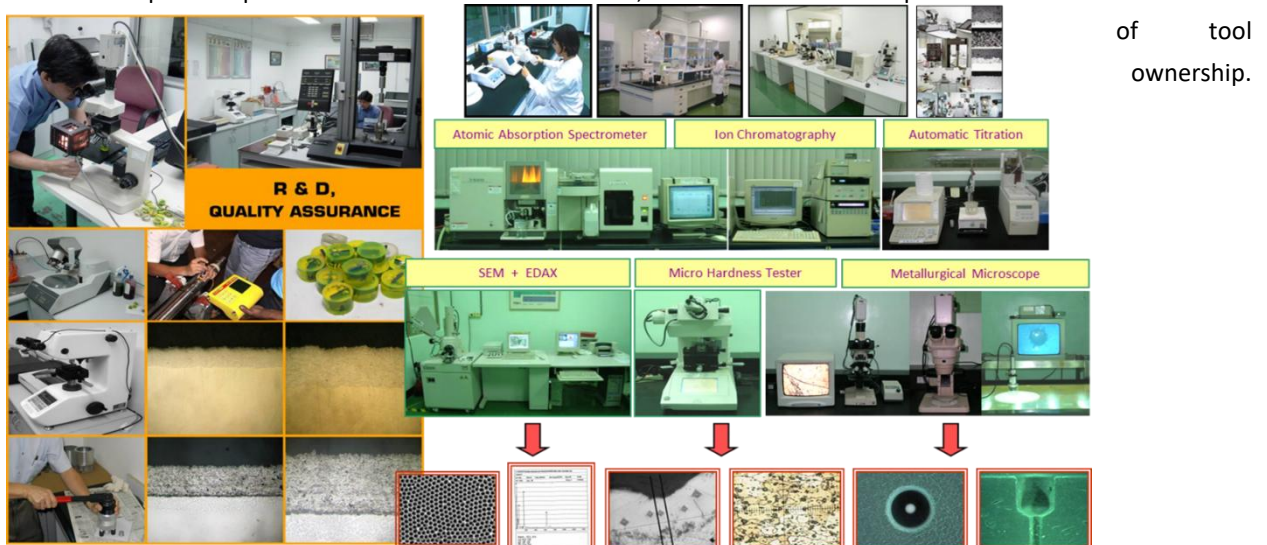 of tool
ownership.
R & D,
QUALITY ASSURANCE
Atomic Absorption Spectrometer
Ion Chromatography
Automatic Titration
SEM + EDAX
Micro Hardness Tester
Metallurgical Microscope